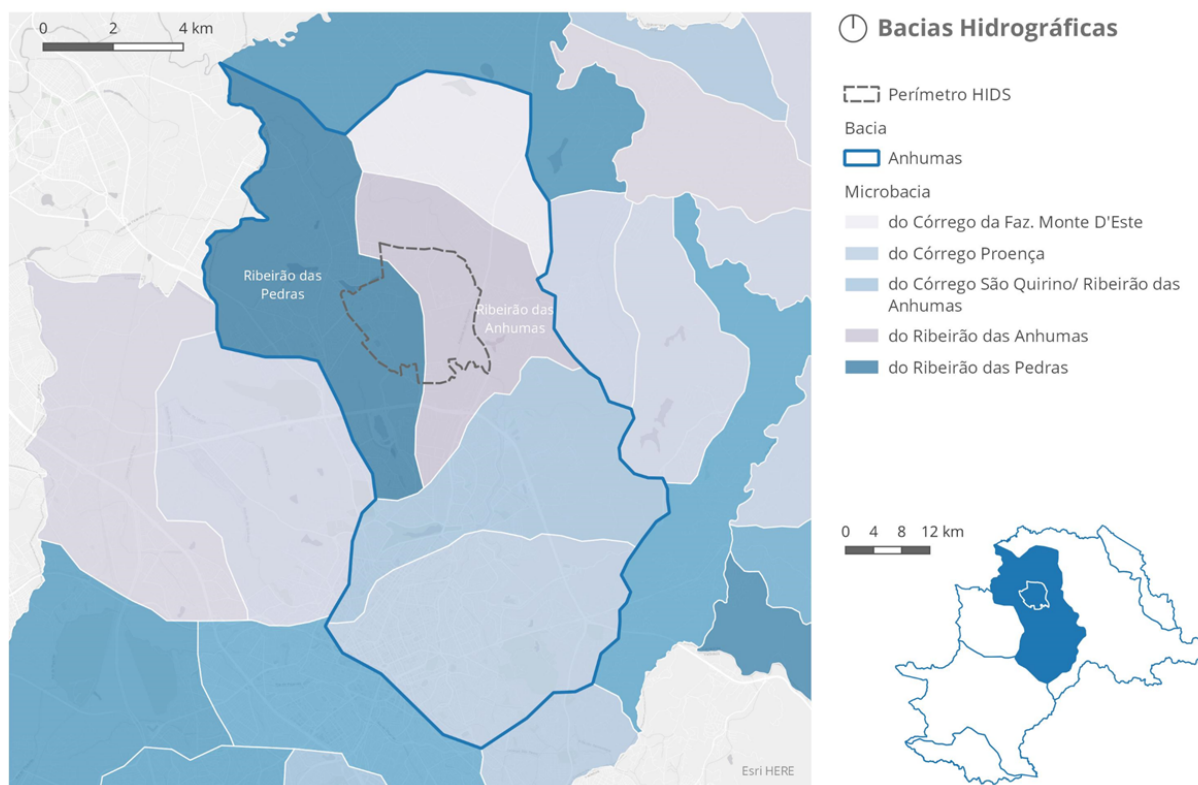 0 2 4 km
Ribeirão das
Pedras
Ribeirão das
Anhumas
Esri HERE
Bacias Hidrográficas
Perímetro HIDS
Bacia
Anhumas
Microbacia
do Córrego da Faz. Monte D'Este
do Córrego Proença
do Córrego São Quirino/ Ribeirão das
Anhumas
do Ribeirão das Anhumas
do Ribeirão das Pedras
0 4 8 12 km